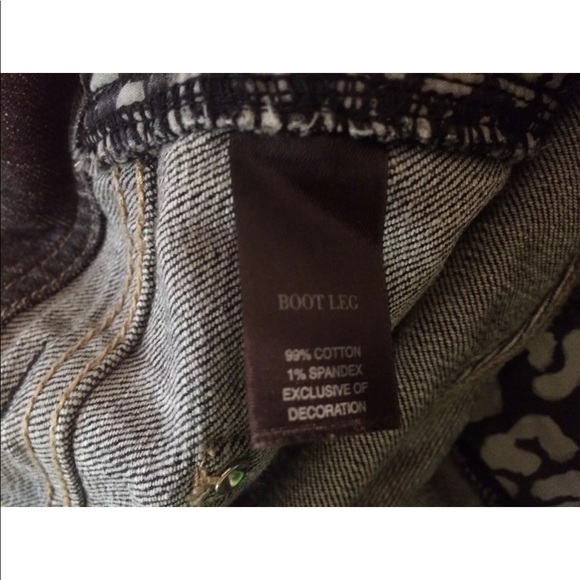 BOOT LEG
99% COTTON
1% SPANDEX
EXCLUSIVE OF
DECORATION